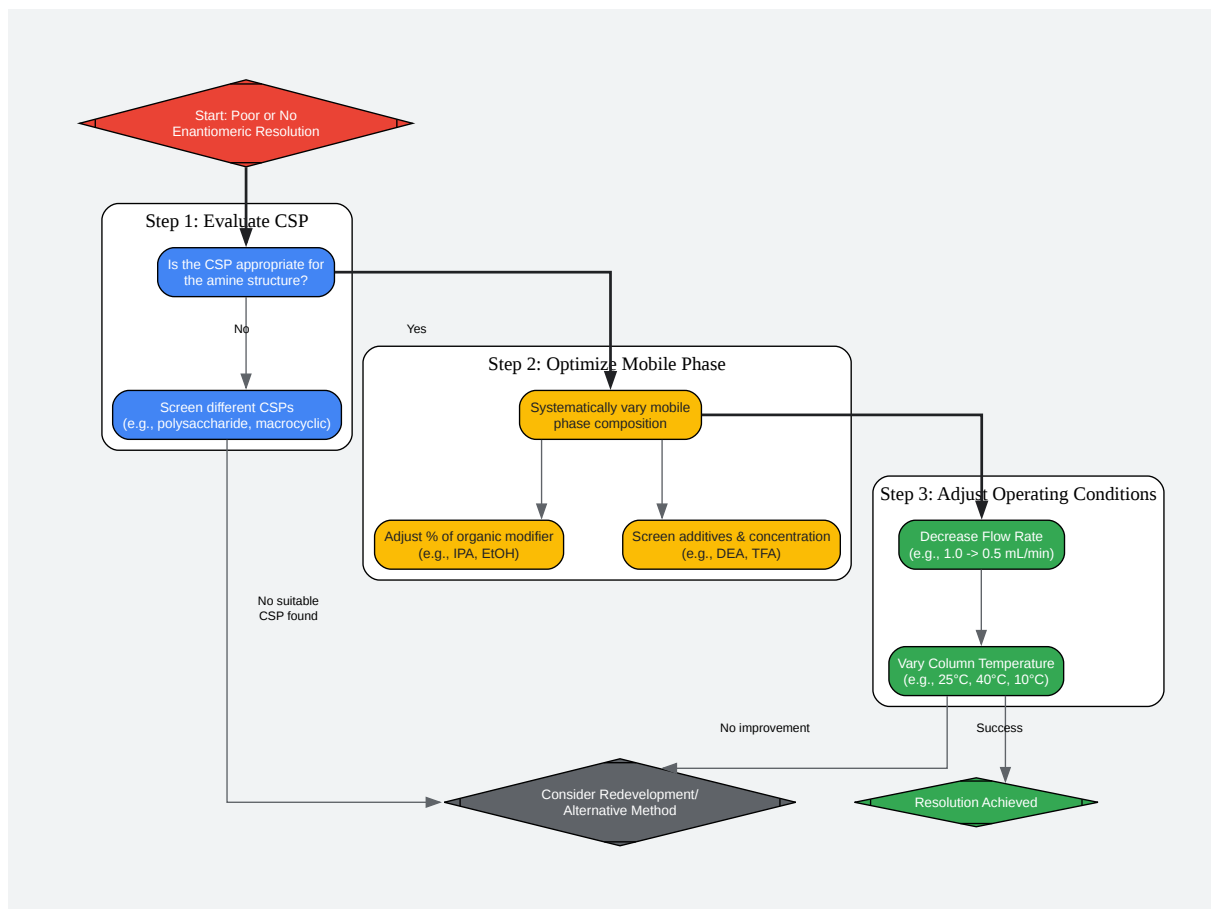 Start: Poor or No
Enantiomeric Resolution
Step 1: Evaluate CSP
Is the CSP appropriate for
the amine structure?
No
Yes
Screen different CSPs
(e.g., polysaccharide, macrocyclic)
Step 2: Optimize Mobile Phase
Systematically vary mobile
phase composition
Adjust % of organic modifier
(e.g., IPA, EtOH)
Screen additives & concentration
(e.g., DEA, TFA)
Step 3: Adjust Operating Conditions
Decrease Flow Rate
(e.g., 1.0 -> 0.5 mL/min)
Vary Column Temperature
(e.g., 25°C, 40°C, 10°C)
No suitable
CSP found
No improvement
Success
Consider Redevelopment/
Alternative Method
Resolution Achieved